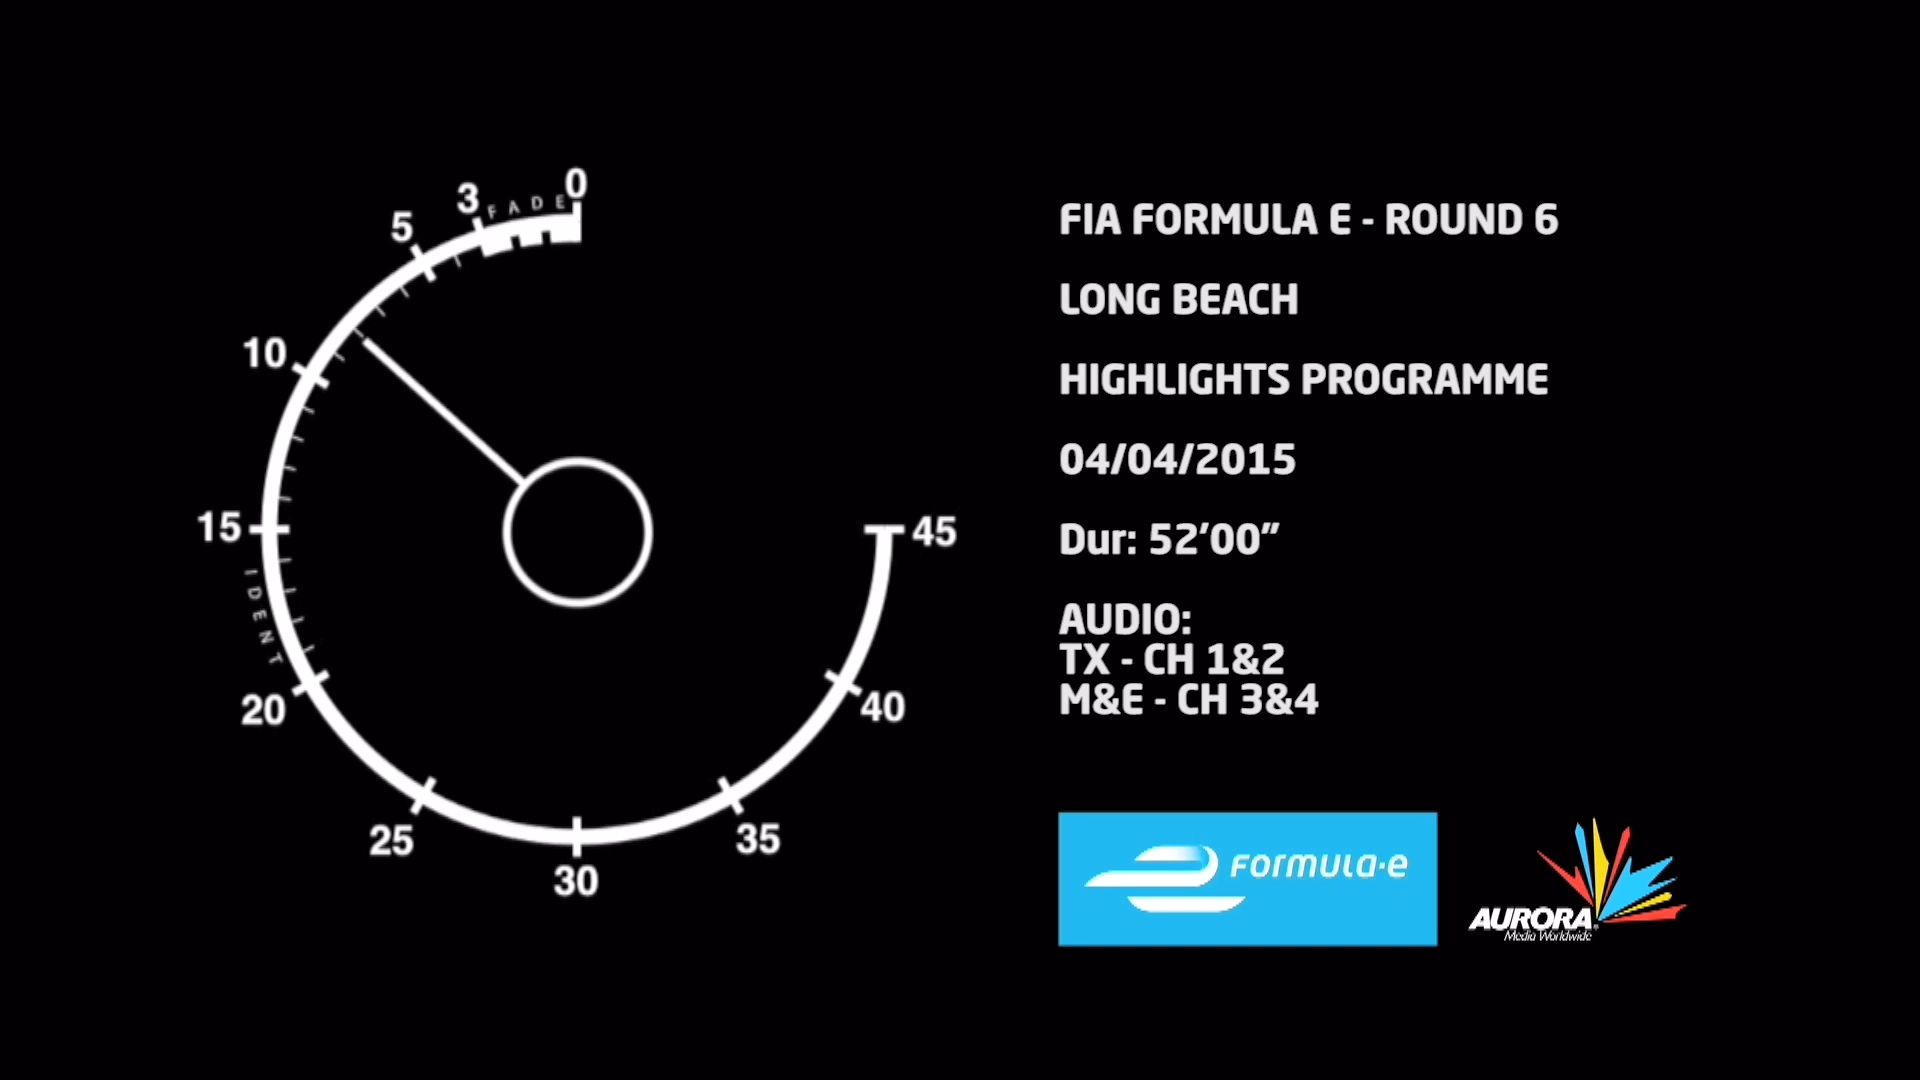 0
3
FADE
5
10
15
IDENT
20
25
30
35
40
45
FIA FORMULA E - ROUND 6
LONG BEACH
HIGHLIGHTS PROGRAMME
04/04/2015
Dur: 52’00”
AUDIO:
TX - CH 1&2
M&E - CH 3&4
Formula-e
AURORA®
Media Worldwide